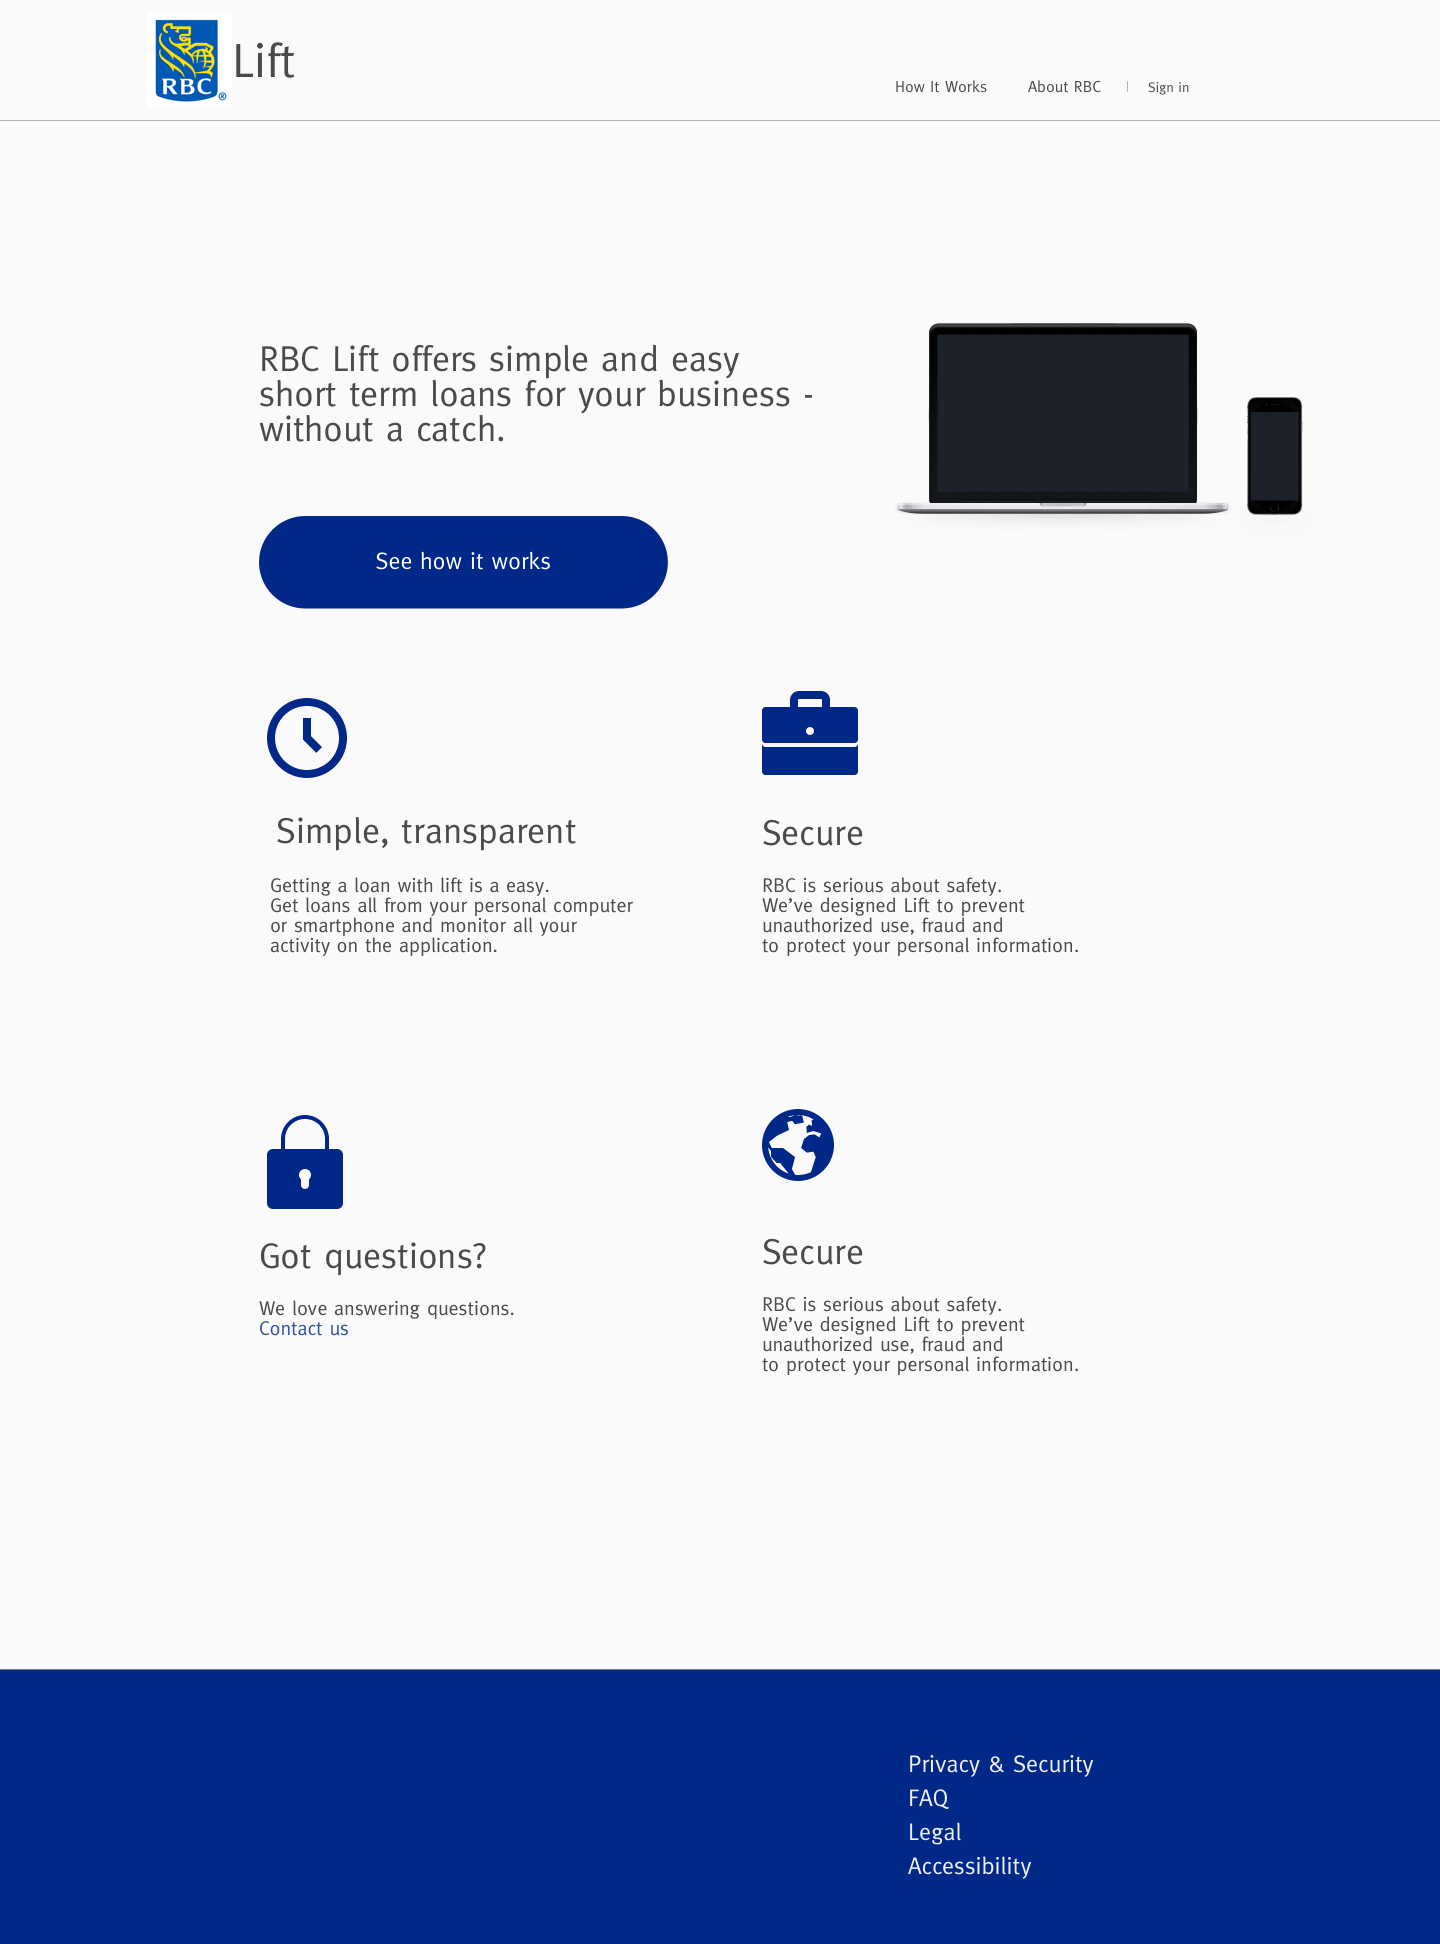 RBC®
Lift
How It Works
About RBC
Sign in
RBC Lift offers simple and easy
short term loans for your business -
without a catch.
See how it works
Simple, transparent
Getting a loan with lift is a easy.
Get loans all from your personal computer
or smartphone and monitor all your
activity on the application.
Secure
RBC is serious about safety.
We’ve designed Lift to prevent
unauthorized use, fraud and
to protect your personal information.
Got questions?
We love answering questions.
Contact us
Secure
RBC is serious about safety.
We’ve designed Lift to prevent
unauthorized use, fraud and
to protect your personal information.
Privacy & Security
FAQ
Legal
Accessibility